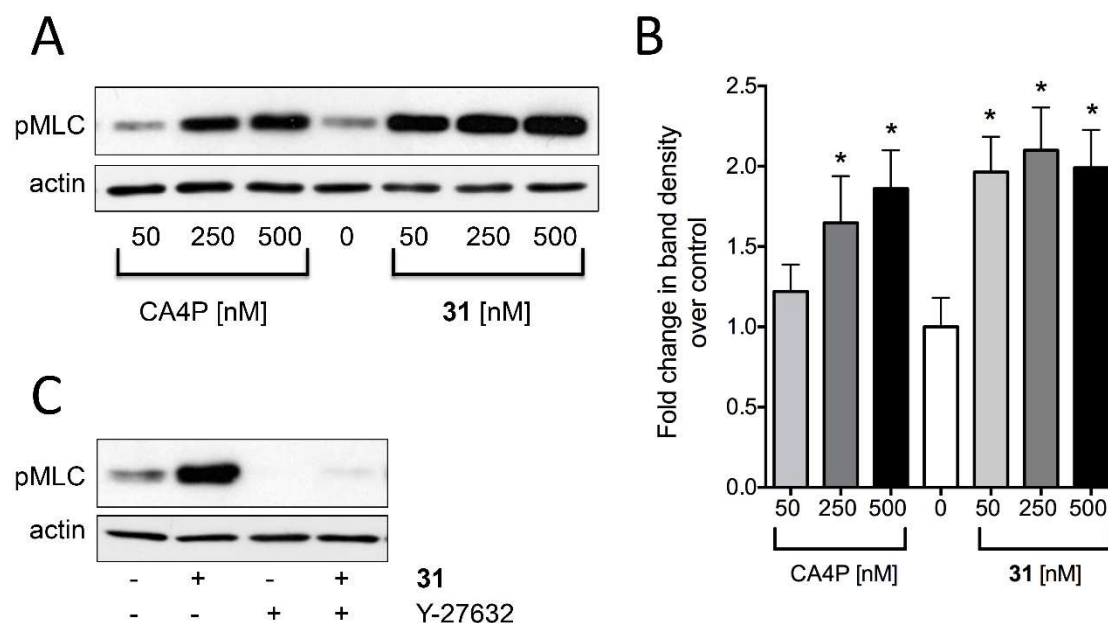 A
pMLC
actin
50 250 500 0 50 250 500
CA4P [nM] 31 [nM]
B
Fold change in band density
over control
2.5
2.0
1.5
1.0
0.5
0.0
* * * * *
50 250 500 0 50 250 500
CA4P [nM] 31 [nM]
C
pMLC
actin
- + - + 31
- - + + Y-27632